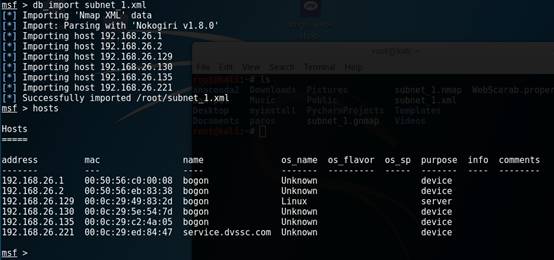 msf > db_import subnet_1.xml
[*] Importing 'Nmap XML' data
[*] Import: Parsing with 'Nokogiri v1.8.0'
[*] Importing host 192.168.26.1
[*] Importing host 192.168.26.2
[*] Importing host 192.168.26.129
[*] Importing host 192.168.26.130
[*] Importing host 192.168.26.135
[*] Importing host 192.168.26.221
[*] Successfully imported /root/subnet_1.xml
msf > hosts
Hosts
=====
address mac name os_name os_flavor os_sp purpose info comments
------- --- ---- ------- --------- ----- ------- ---- --------
192.168.26.1 00:50:56:c0:00:08 bogon Unknown device
192.168.26.2 00:50:56:eb:83:38 bogon Unknown device
192.168.26.129 00:0c:29:49:83:2d bogon Linux server
192.168.26.130 00:0c:29:5e:54:7d bogon Unknown device
192.168.26.135 00:0c:29:c2:4a:05 bogon Unknown device
192.168.26.221 00:0c:29:ed:84:47 service.dvssc.com Unknown device
msf >
root@kali: ~
File Edit View Search Terminal Help
root@kali:~# ls
anaconda2 Downloads Pictures subnet_1.nmap WebScarab.proper
Music Public subnet_1.xml
Desktop myinstall PycharmProjects Templates
Documents paros subnet_1.gnmap Videos
root@kali:~#